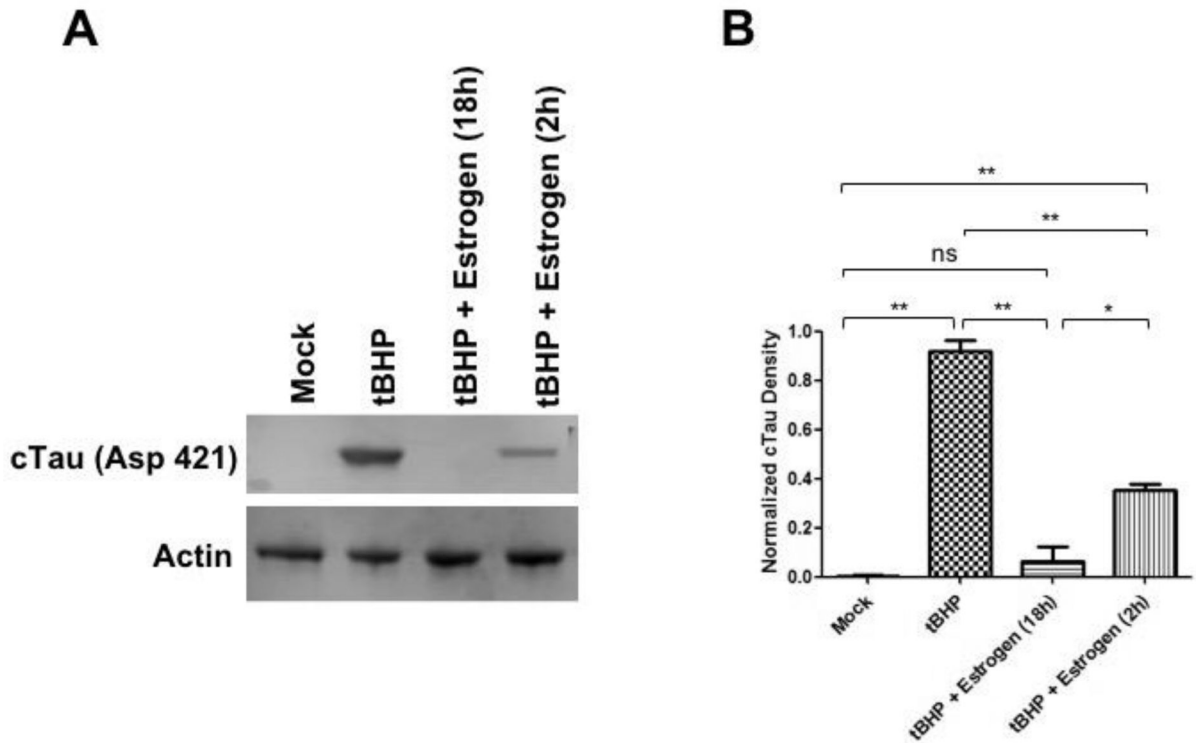 A
Mock
tBHP
tBHP + Estrogen (18h)
tBHP + Estrogen (2h)
cTau (Asp 421)
Actin
B
**
**
ns
** ** *
Normalized cTau Density
1.0
0.8
0.6
0.4
0.2
0.0
Mock
tBHP
tBHP + Estrogen (18h)
tBHP + Estrogen (2h)